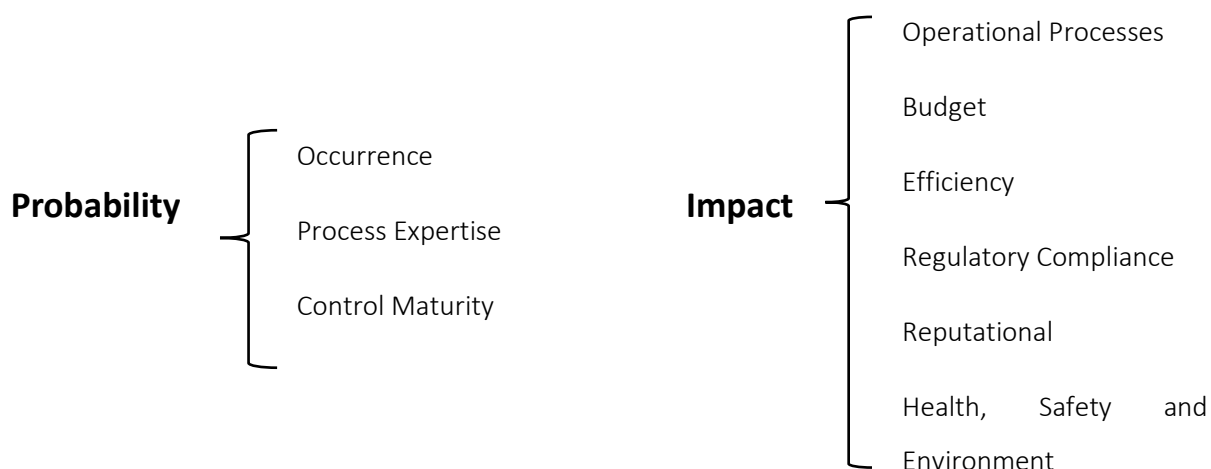 Probability
Occurrence
Process Expertise
Control Maturity
Impact
Operational Processes
Budget
Efficiency
Regulatory Compliance
Reputational
Health, Safety and
Environment